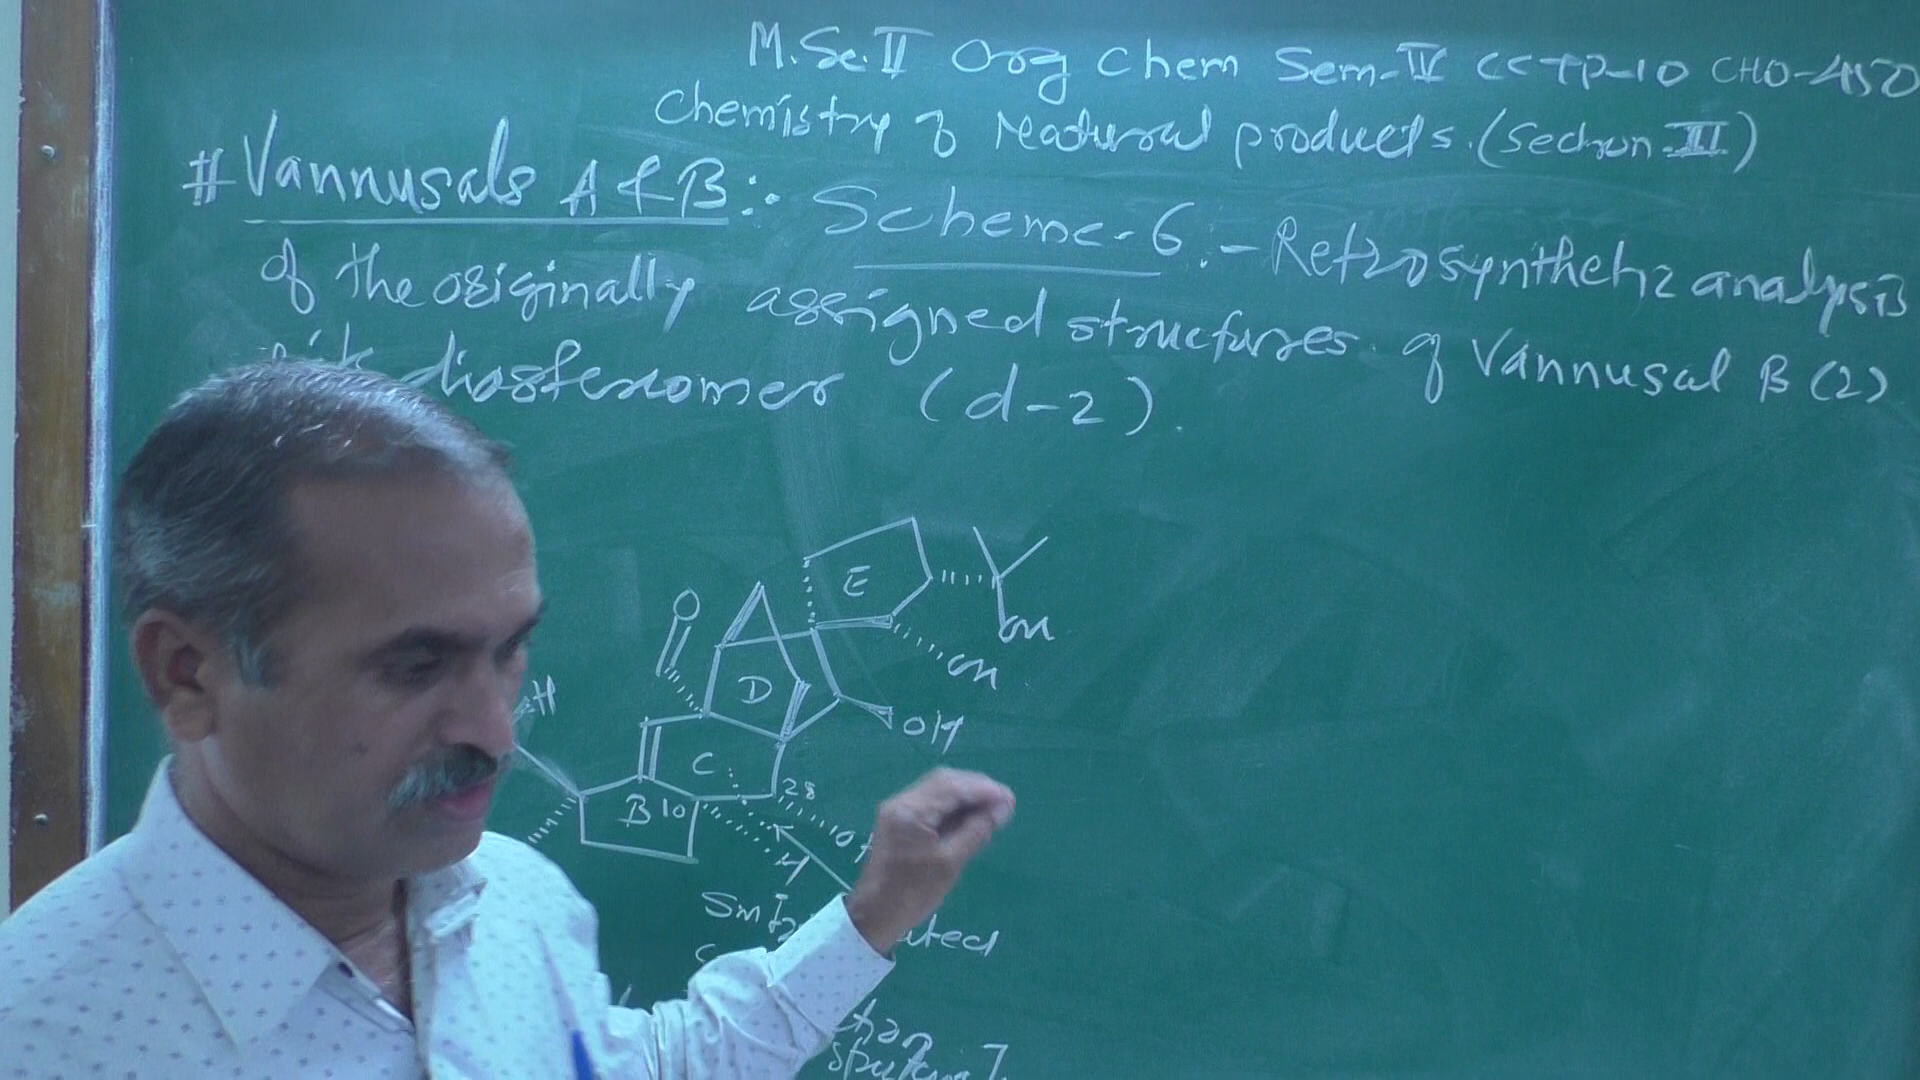 M.Sc.II Org Chem Sem-IV CCTP-10 CHO-450
Chemistry of Natural products. (Section-III)
# Vannusals A & B :- Scheme-6 :- Retrosynthetic analysis
of the originally assigned structures of Vannusal B (2)
diastereomer (d-2).
E
OH
O
OH
D
H
OH
C
28
B 10
H
SmI2